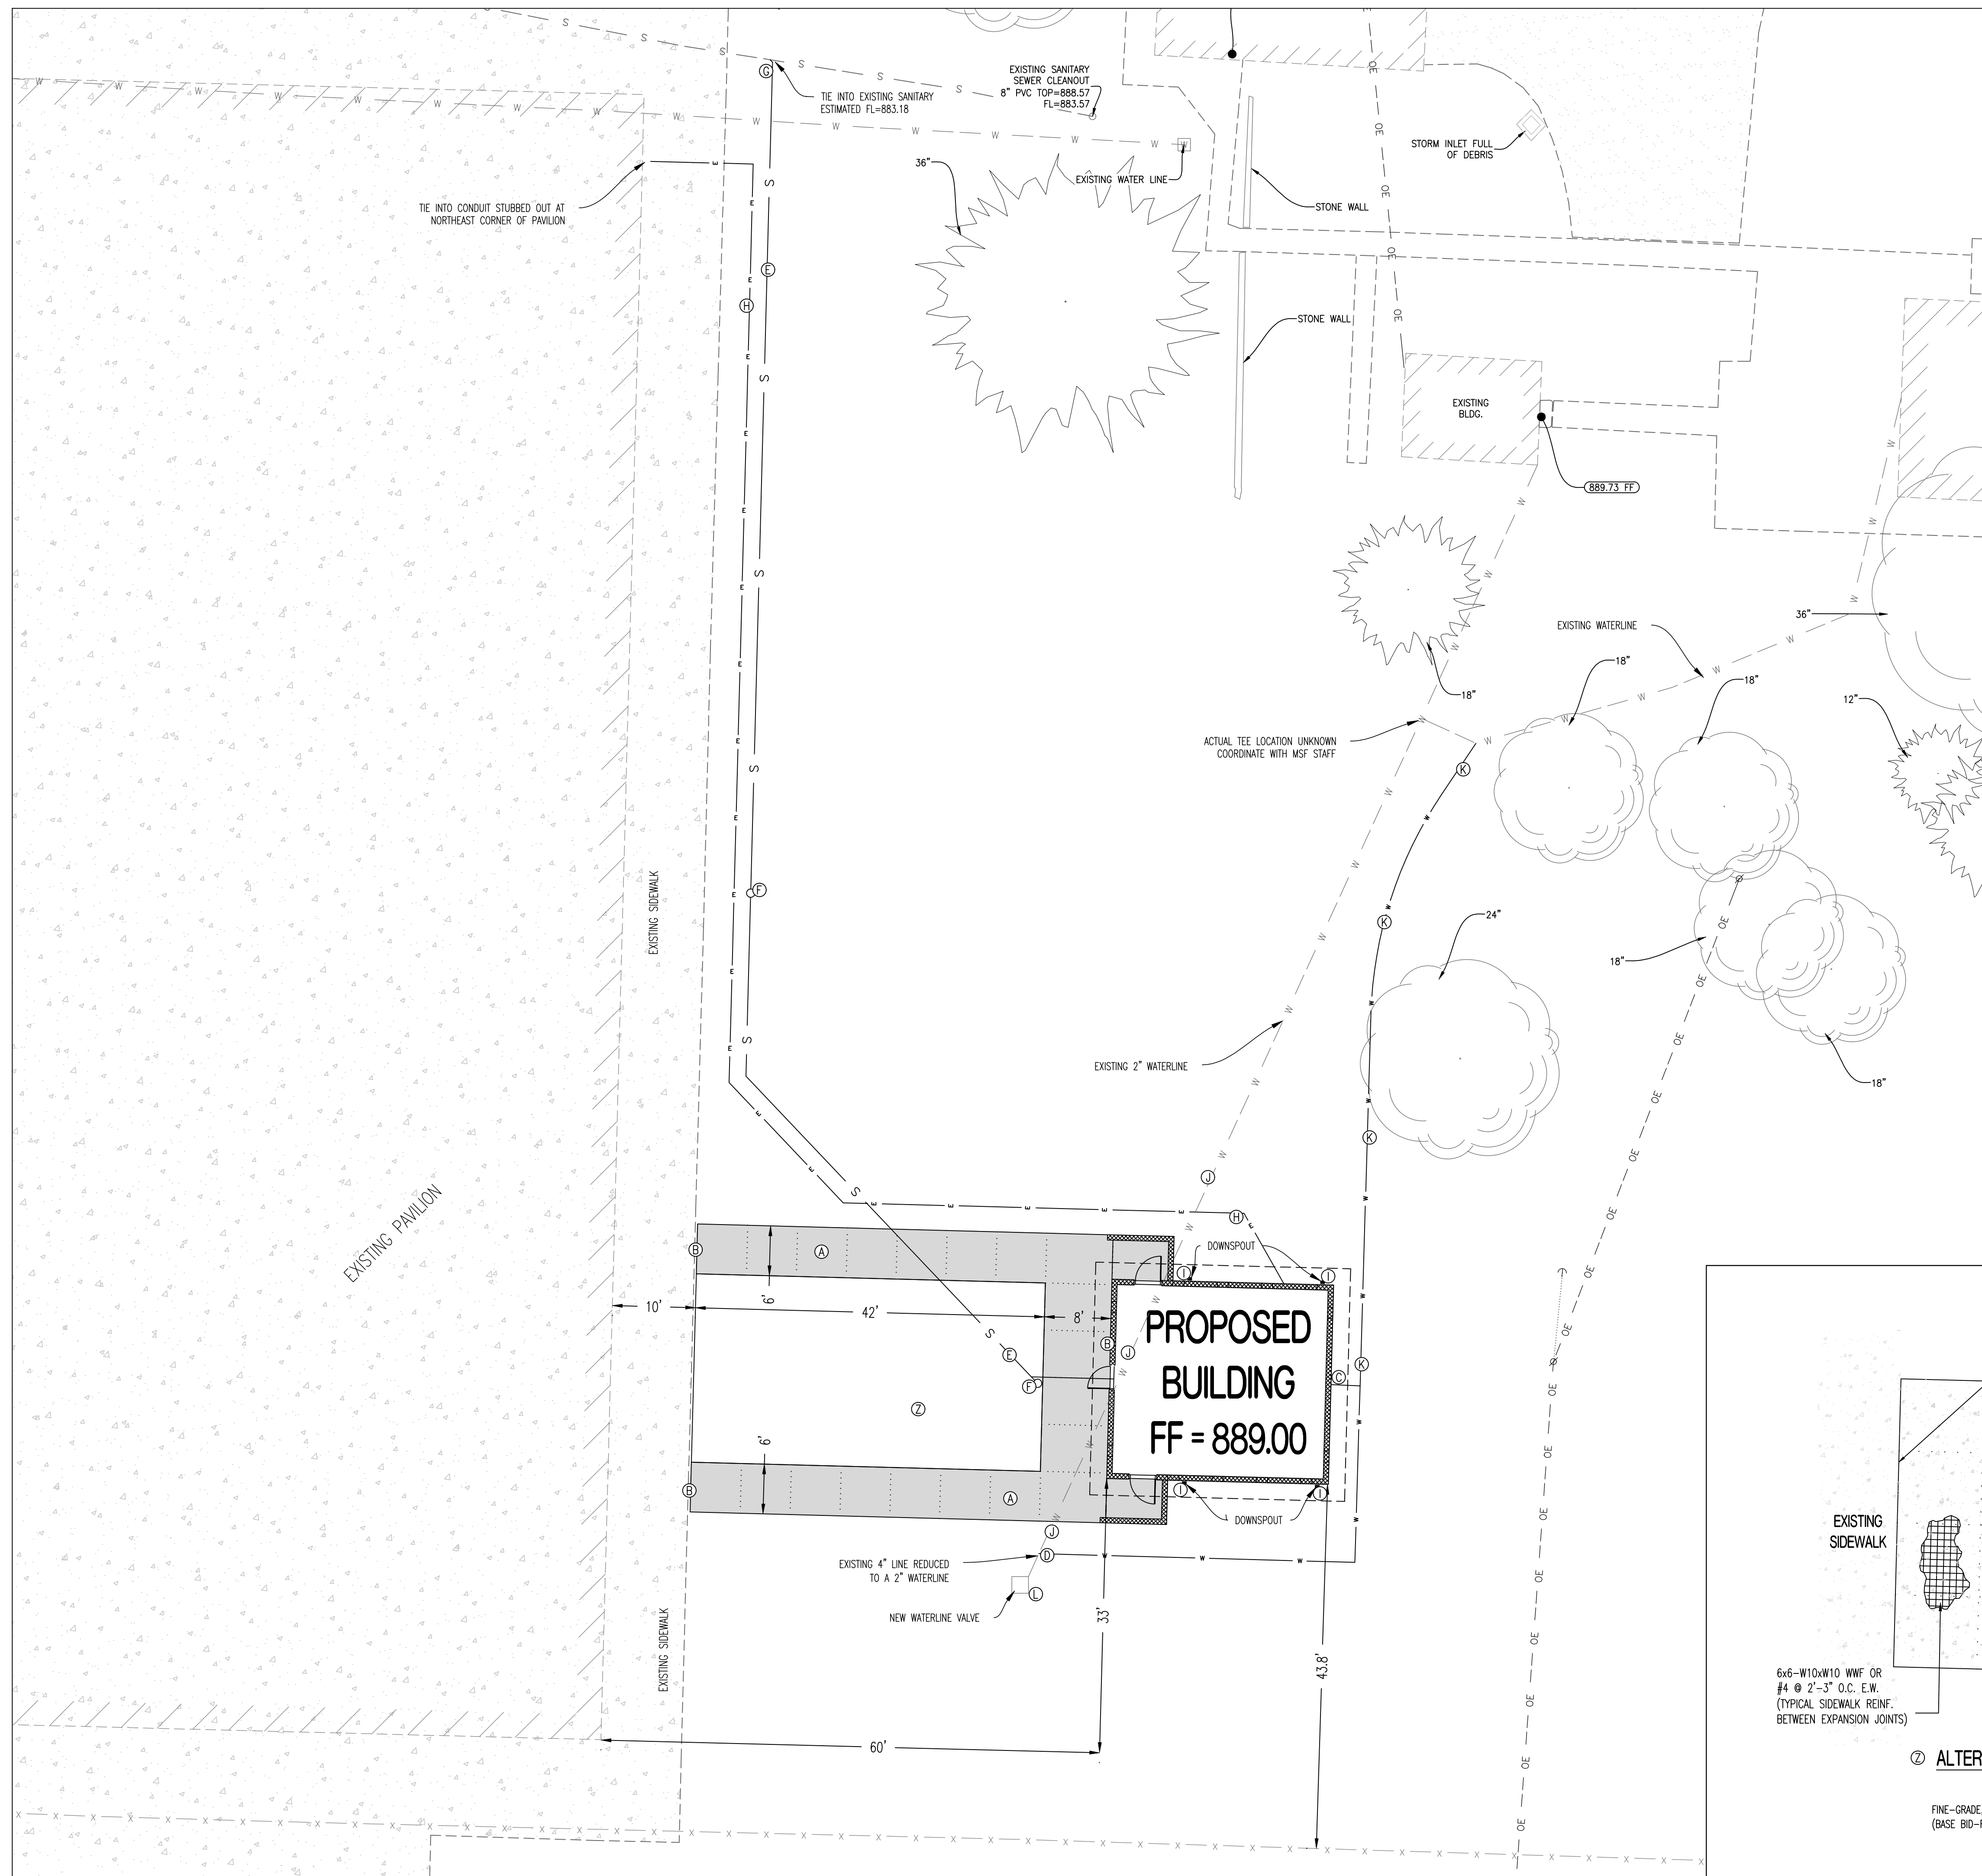 EXISTING SANITARY
SEWER CLEANOUT
8" PVC TOP=888.57
FL=883.57
TIE INTO EXISTING SANITARY
ESTIMATED FL=883.18
G
STORM INLET FULL
OF DEBRIS
36"
EXISTING WATER LINE
STONE WALL
TIE INTO CONDUIT STUBBED OUT AT
NORTHEAST CORNER OF PAVILION
E
H
STONE WALL
EXISTING
BLDG.
889.73 FF
36"
EXISTING WATERLINE
18"
18"
18"
12"
ACTUAL TEE LOCATION UNKNOWN
COORDINATE WITH MSF STAFF
K
EXISTING SIDEWALK
F
24"
K
18"
EXISTING 2" WATERLINE
18"
K
J
EXISTING PAVILION
H
B
A
DOWNSPOUT
I
I
10'
6'
42'
8'
PROPOSED
BUILDING
FF = 889.00
B
J
E
F
K
C
Z
6'
B
A
I
I
DOWNSPOUT
J
D
EXISTING 4" LINE REDUCED
TO A 2" WATERLINE
L
NEW WATERLINE VALVE
33'
EXISTING SIDEWALK
43.8'
60'
EXISTING
SIDEWALK
6x6-W10xW10 WWF OR
#4 @ 2'-3" O.C. E.W.
(TYPICAL SIDEWALK REINF.
BETWEEN EXPANSION JOINTS)
Z ALTER
FINE-GRADE,
(BASE BID-